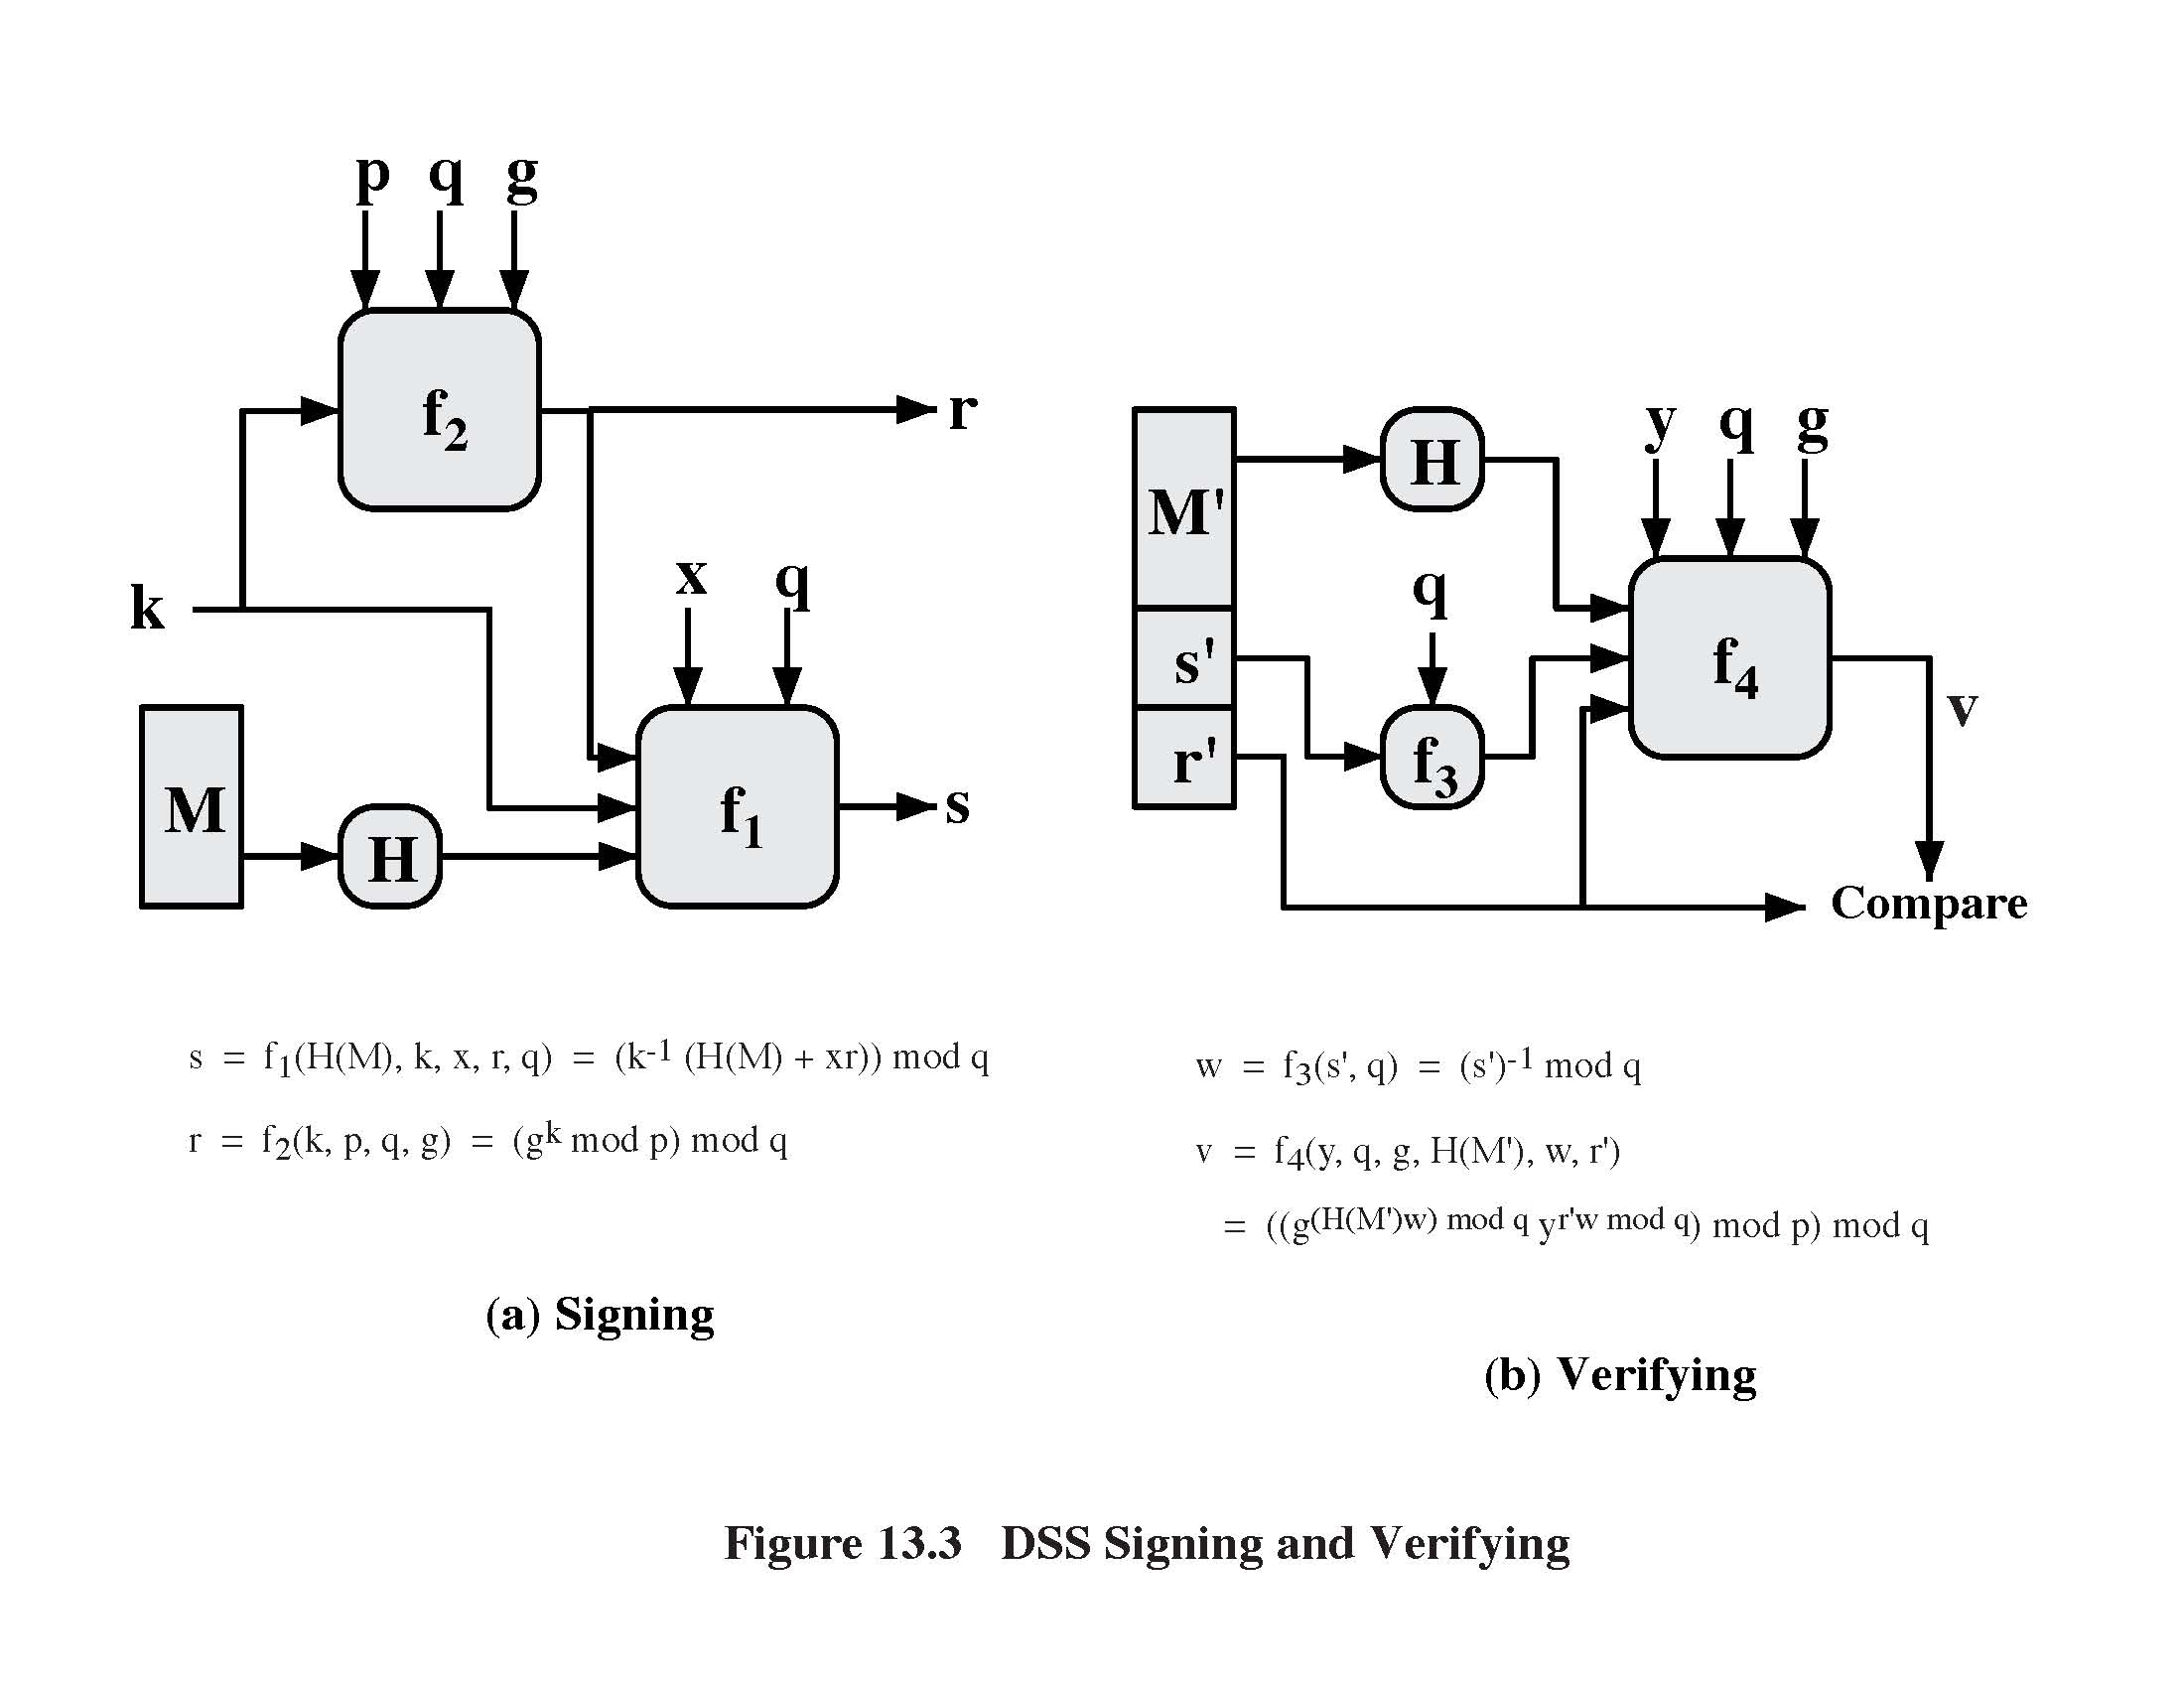 p q g
f2
r
k
x q
M
H
f1
s
s = f1(H(M), k, x, r, q) = (k-1 (H(M) + xr)) mod q
r = f2(k, p, q, g) = (gk mod p) mod q
(a) Signing
M'
s'
r'
H
q
f3
y q g
f4
v
Compare
w = f3(s', q) = (s')-1 mod q
v = f4(y, q, g, H(M'), w, r')
= ((g(H(M')w) mod q yr'w mod q) mod p) mod q
(b) Verifying
Figure 13.3 DSS Signing and Verifying